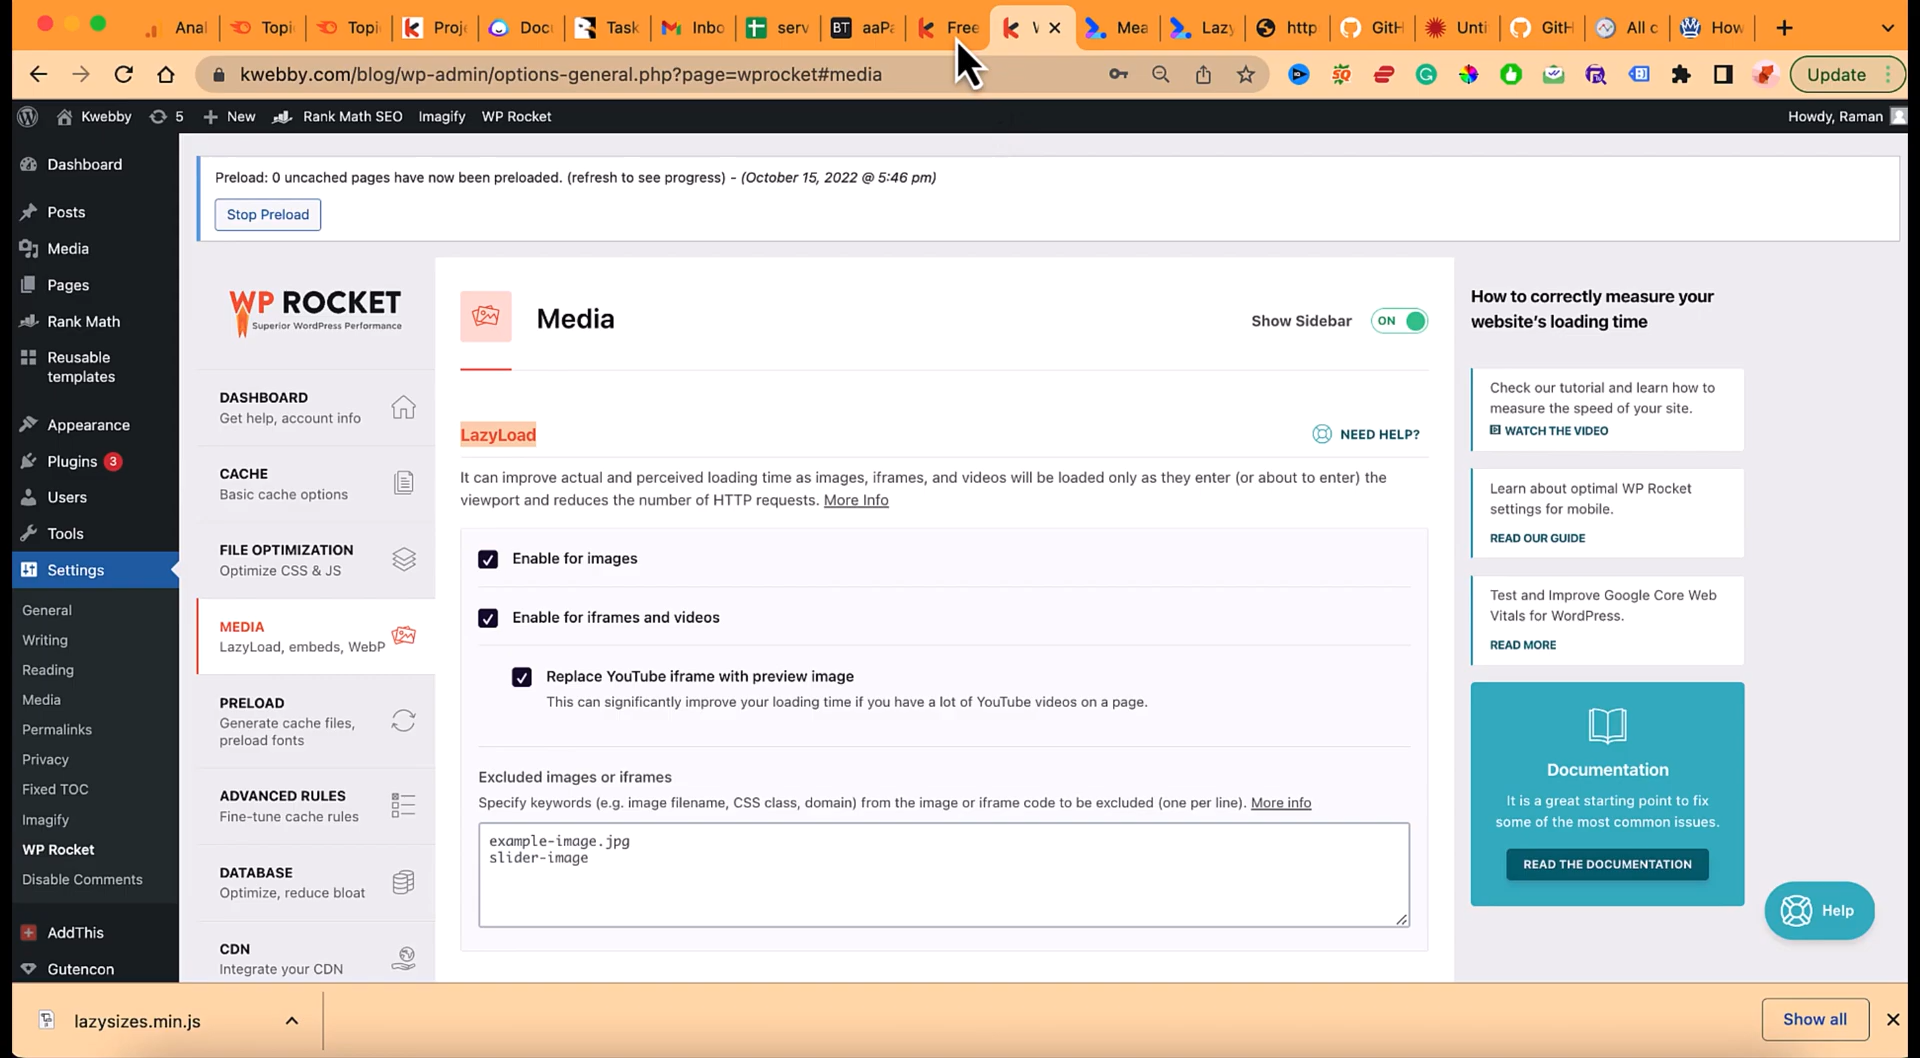 Anal
Topi
Topi
Proj
Docu
Task
Inbo
serv
BT
aaPa
Free
Mea
Lazy
http
GitH
Unti
GitH
All c
How
kwebby.com/blog/wp-admin/options-general.php?page=wprocket#media
Update
Kwebby
5
New
Rank Math SEO
Imagify
WP Rocket
Howdy, Raman
Dashboard
Posts
Media
Pages
Rank Math
Reusable
templates
Appearance
Plugins 3
Users
Tools
Settings
General
Writing
Reading
Media
Permalinks
Privacy
Fixed TOC
Imagify
WP Rocket
Disable Comments
AddThis
Gutencon
Preload: 0 uncached pages have now been preloaded. (refresh to see progress) - (October 15, 2022 @ 5:46 pm)
Stop Preload
WP ROCKET
Superior WordPress Performance
DASHBOARD
Get help, account info
CACHE
Basic cache options
FILE OPTIMIZATION
Optimize CSS & JS
MEDIA
LazyLoad, embeds, WebP
PRELOAD
Generate cache files,
preload fonts
ADVANCED RULES
Fine-tune cache rules
DATABASE
Optimize, reduce bloat
CDN
Integrate your CDN
Media
Show Sidebar
ON
LazyLoad
NEED HELP?
It can improve actual and perceived loading time as images, iframes, and videos will be loaded only as they enter (or about to enter) the
viewport and reduces the number of HTTP requests. More Info
Enable for images
Enable for iframes and videos
Replace YouTube iframe with preview image
This can significantly improve your loading time if you have a lot of YouTube videos on a page.
Excluded images or iframes
Specify keywords (e.g. image filename, CSS class, domain) from the image or iframe code to be excluded (one per line). More info
example-image.jpg
slider-image
How to correctly measure your
website's loading time
Check our tutorial and learn how to
measure the speed of your site.
WATCH THE VIDEO
Learn about optimal WP Rocket
settings for mobile.
READ OUR GUIDE
Test and Improve Google Core Web
Vitals for WordPress.
READ MORE
Documentation
It is a great starting point to fix
some of the most common issues.
READ THE DOCUMENTATION
Help
lazysizes.min.js
Show all